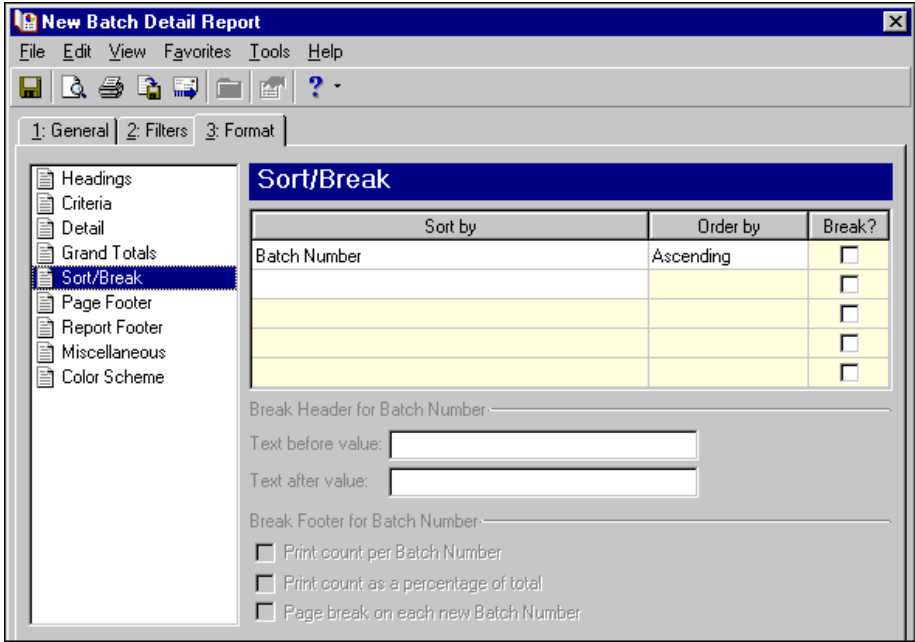 New Batch Detail Report
File Edit View Favorites Tools Help
1: General 2: Filters 3: Format
Headings
Criteria
Detail
Grand Totals
Sort/Break
Page Footer
Report Footer
Miscellaneous
Color Scheme
Sort/Break
Sort by Order by Break?
Batch Number Ascending
Break Header for Batch Number
Text before value:
Text after value:
Break Footer for Batch Number
Print count per Batch Number
Print count as a percentage of total
Page break on each new Batch Number